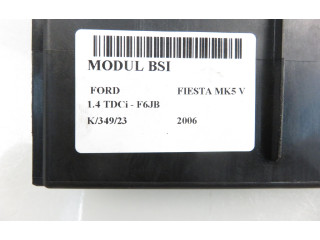 MODUL BSI
FORD FIESTA MK5 V
1.4 TDCi - F6JB
K/349/23 2006